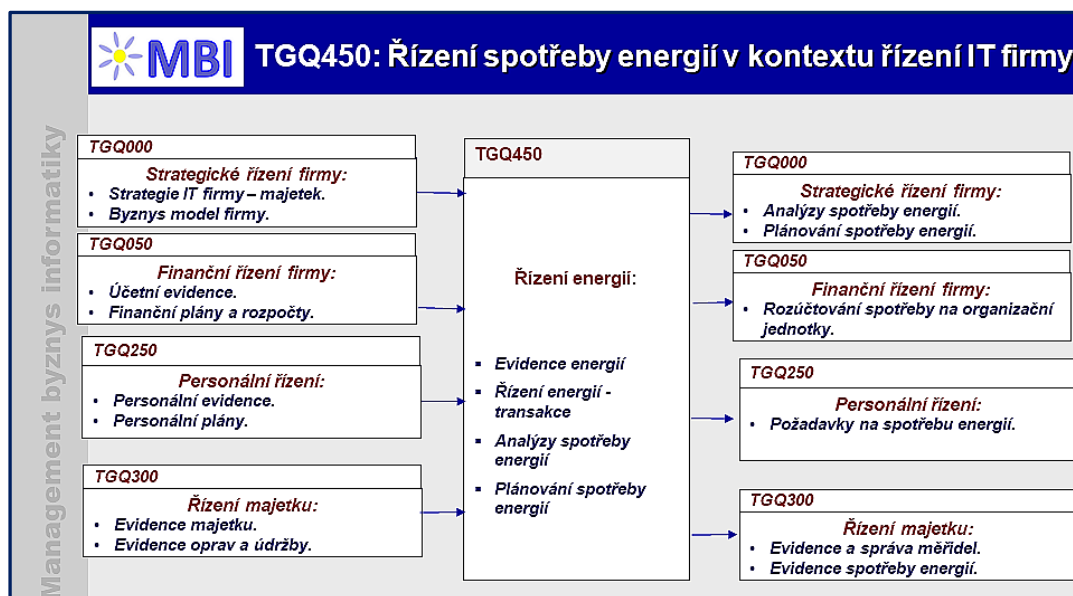 MBI
TGQ450: Řízení spotřeby energií v kontextu řízení IT firmy
Management byznys informatiky
TGQ000
Strategické řízení firmy:
• Strategie IT firmy – majetek.
• Byznys model firmy.
TGQ050
Finanční řízení firmy:
• Účetní evidence.
• Finanční plány a rozpočty.
TGQ250
Personální řízení:
• Personální evidence.
• Personální plány.
TGQ300
Řízení majetku:
• Evidence majetku.
• Evidence oprav a údržby.
TGQ450
Řízení energií:
▪ Evidence energií
▪ Řízení energií -
transakce
▪ Analýzy spotřeby
energií
▪ Plánování spotřeby
energií
TGQ000
Strategické řízení firmy:
• Analýzy spotřeby energií.
• Plánování spotřeby energií.
TGQ050
Finanční řízení firmy:
• Rozúčtování spotřeby na organizační
jednotky.
TGQ250
Personální řízení:
• Požadavky na spotřebu energií.
TGQ300
Řízení majetku:
• Evidence a správa měřidel.
• Evidence spotřeby energií.